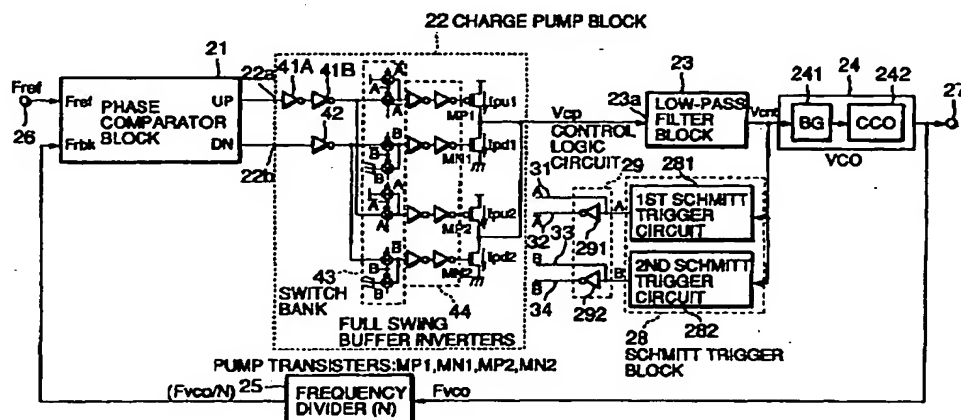 22 CHARGE PUMP BLOCK
21
41A 41B
22a
Fref
Fref
26
PHASE
COMPARATOR
BLOCK
UP
DN
Frbk
42
22b
A
A
A
B
B
A
A
B
B
MP1
Ipu1
MN1
Ipd1
MP2
Ipu2
MN2
Ipd2
43
SWITCH
BANK
44
FULL SWING
BUFFER INVERTERS
Vcp
CONTROL
LOGIC
CIRCUIT
23
23a
LOW-PASS
FILTER
BLOCK
Vcnt
24
241
242
BG
CCO
VCO
27
29
31
A
A
32
33
B
B
34
291
292
A
B
281
1ST SCHMITT
TRIGGER
CIRCUIT
2ND SCHMITT
TRIGGER
CIRCUIT
282
28
SCHMITT TRIGGER
BLOCK
PUMP TRANSISTERS:MP1,MN1,MP2,MN2
(Fvco/N)
25
FREQUENCY
DIVIDER (N)
Fvco